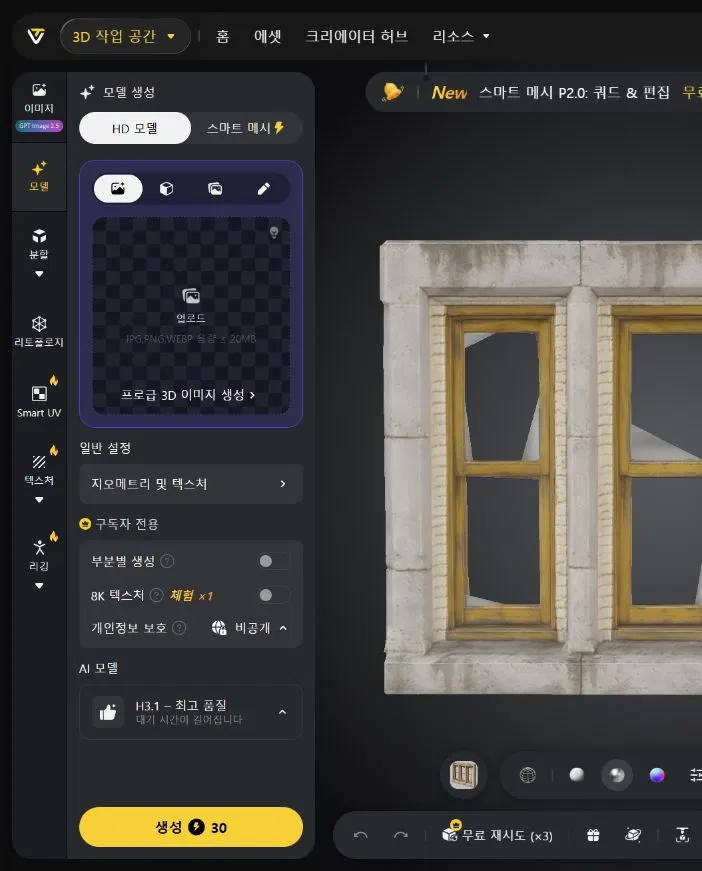 3D 작업 공간
홈
에셋
크리에이터 허브
리소스
이미지
GPT Image 2.5
모델
분할
리토폴로지
Smart UV
텍스처
리깅
모델 생성
HD 모델
스마트 메시
업로드
JPG,PNG,WEBP 용량 ≤ 20MB
프로급 3D 이미지 생성
일반 설정
지오메트리 및 텍스처
구독자 전용
부분별 생성
8K 텍스처 체험 ×1
개인정보 보호 비공개
AI 모델
H3.1 – 최고 품질
대기 시간이 길어집니다
생성 30
New 스마트 메시 P2.0: 쿼드 & 편집 무료
무료 재시도 (×3)